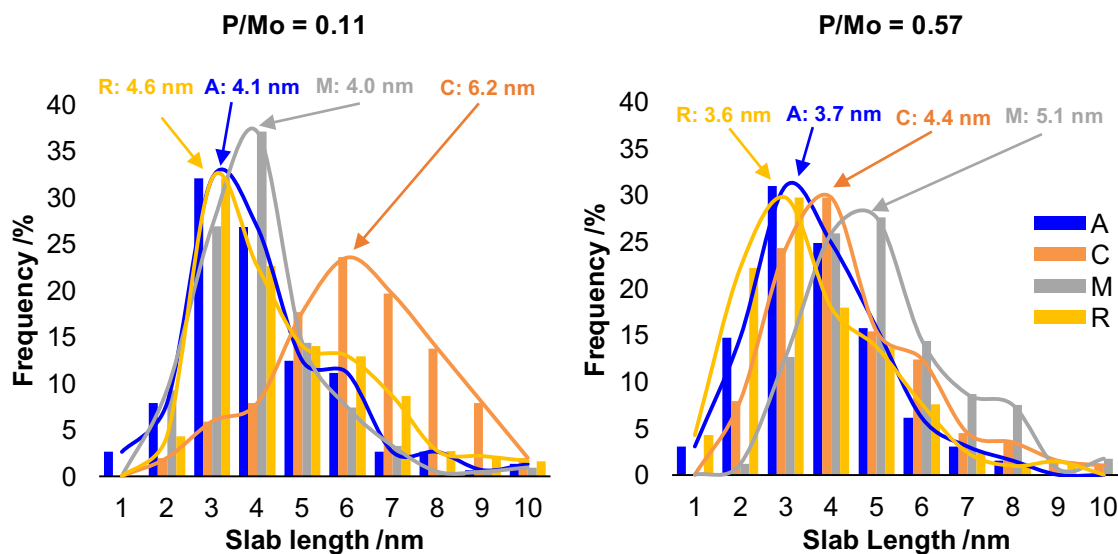 P/Mo = 0.11
R: 4.6 nm A: 4.1 nm M: 4.0 nm C: 6.2 nm
Frequency /%
40
35
30
25
20
15
10
5
0
1 2 3 4 5 6 7 8 9 10
Slab length /nm
P/Mo = 0.57
R: 3.6 nm A: 3.7 nm C: 4.4 nm M: 5.1 nm
Frequency /%
40
35
30
25
20
15
10
5
0
1 2 3 4 5 6 7 8 9 10
Slab Length /nm
A
C
M
R